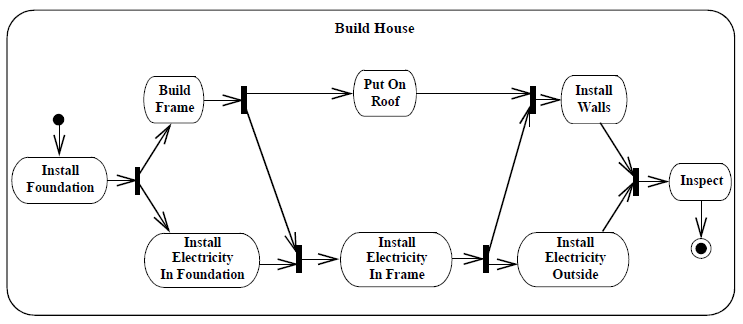 Build House
Build
Frame
Put On
Roof
Install
Walls
Install
Foundation
Inspect
Install
Electricity
In Foundation
Install
Electricity
In Frame
Install
Electricity
Outside